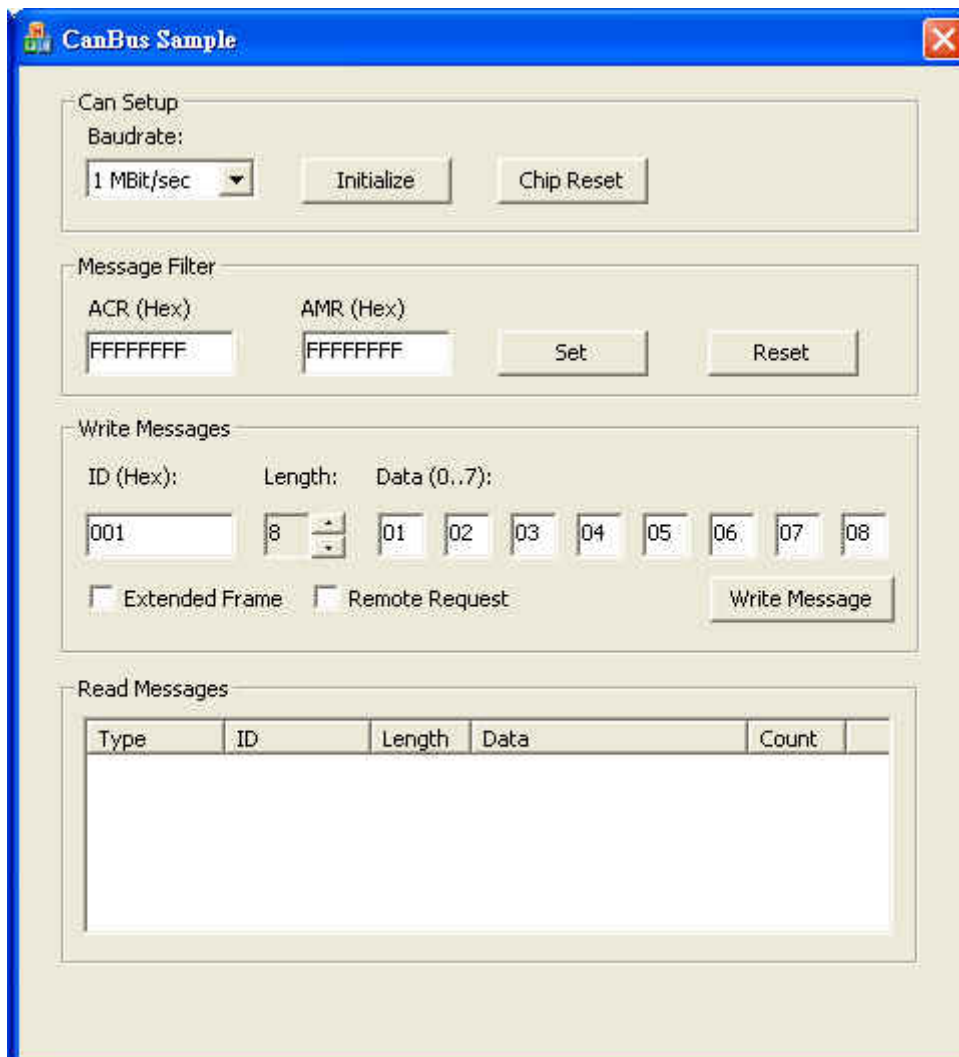 CanBus Sample
Can Setup
Baudrate:
1 MBit/sec
Initialize
Chip Reset
Message Filter
ACR (Hex)
AMR (Hex)
FFFFFFFF
FFFFFFFF
Set
Reset
Write Messages
ID (Hex):
Length:
Data (0..7):
001
8
01 02 03 04 05 06 07 08
Extended Frame
Remote Request
Write Message
Read Messages
Type ID Length Data Count